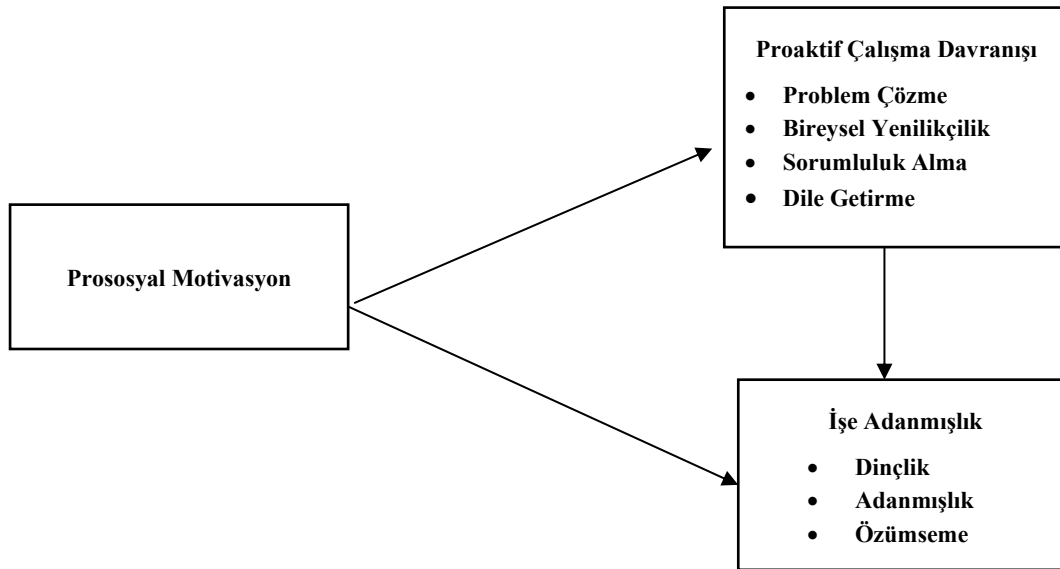 Proaktif Çalışma Davranışı
• Problem Çözme
• Bireysel Yenilikçilik
• Sorumluluk Alma
• Dile Getirme
Prososyal Motivasyon
İşe Adanmışlık
• Dinçlik
• Adanmışlık
• Özümseme